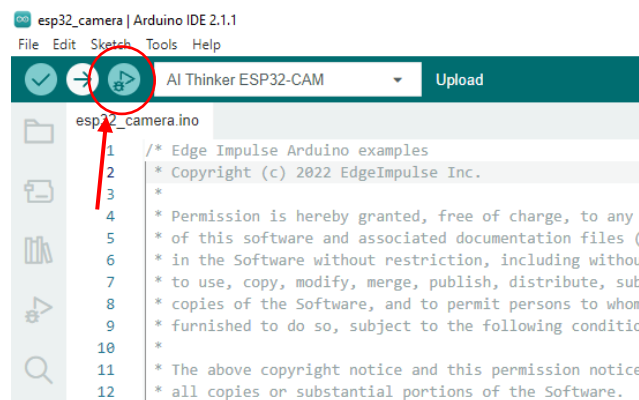 esp32_camera | Arduino IDE 2.1.1
File Edit Sketch Tools Help
AI Thinker ESP32-CAM
Upload
esp32_camera.ino
1 /* Edge Impulse Arduino examples
2 * Copyright (c) 2022 EdgeImpulse Inc.
3 *
4 * Permission is hereby granted, free of charge, to any
5 * of this software and associated documentation files (
6 * in the Software without restriction, including withou
7 * to use, copy, modify, merge, publish, distribute, sub
8 * copies of the Software, and to permit persons to whom
9 * furnished to do so, subject to the following conditio
10 *
11 * The above copyright notice and this permission notice
12 * all copies or substantial portions of the Software.